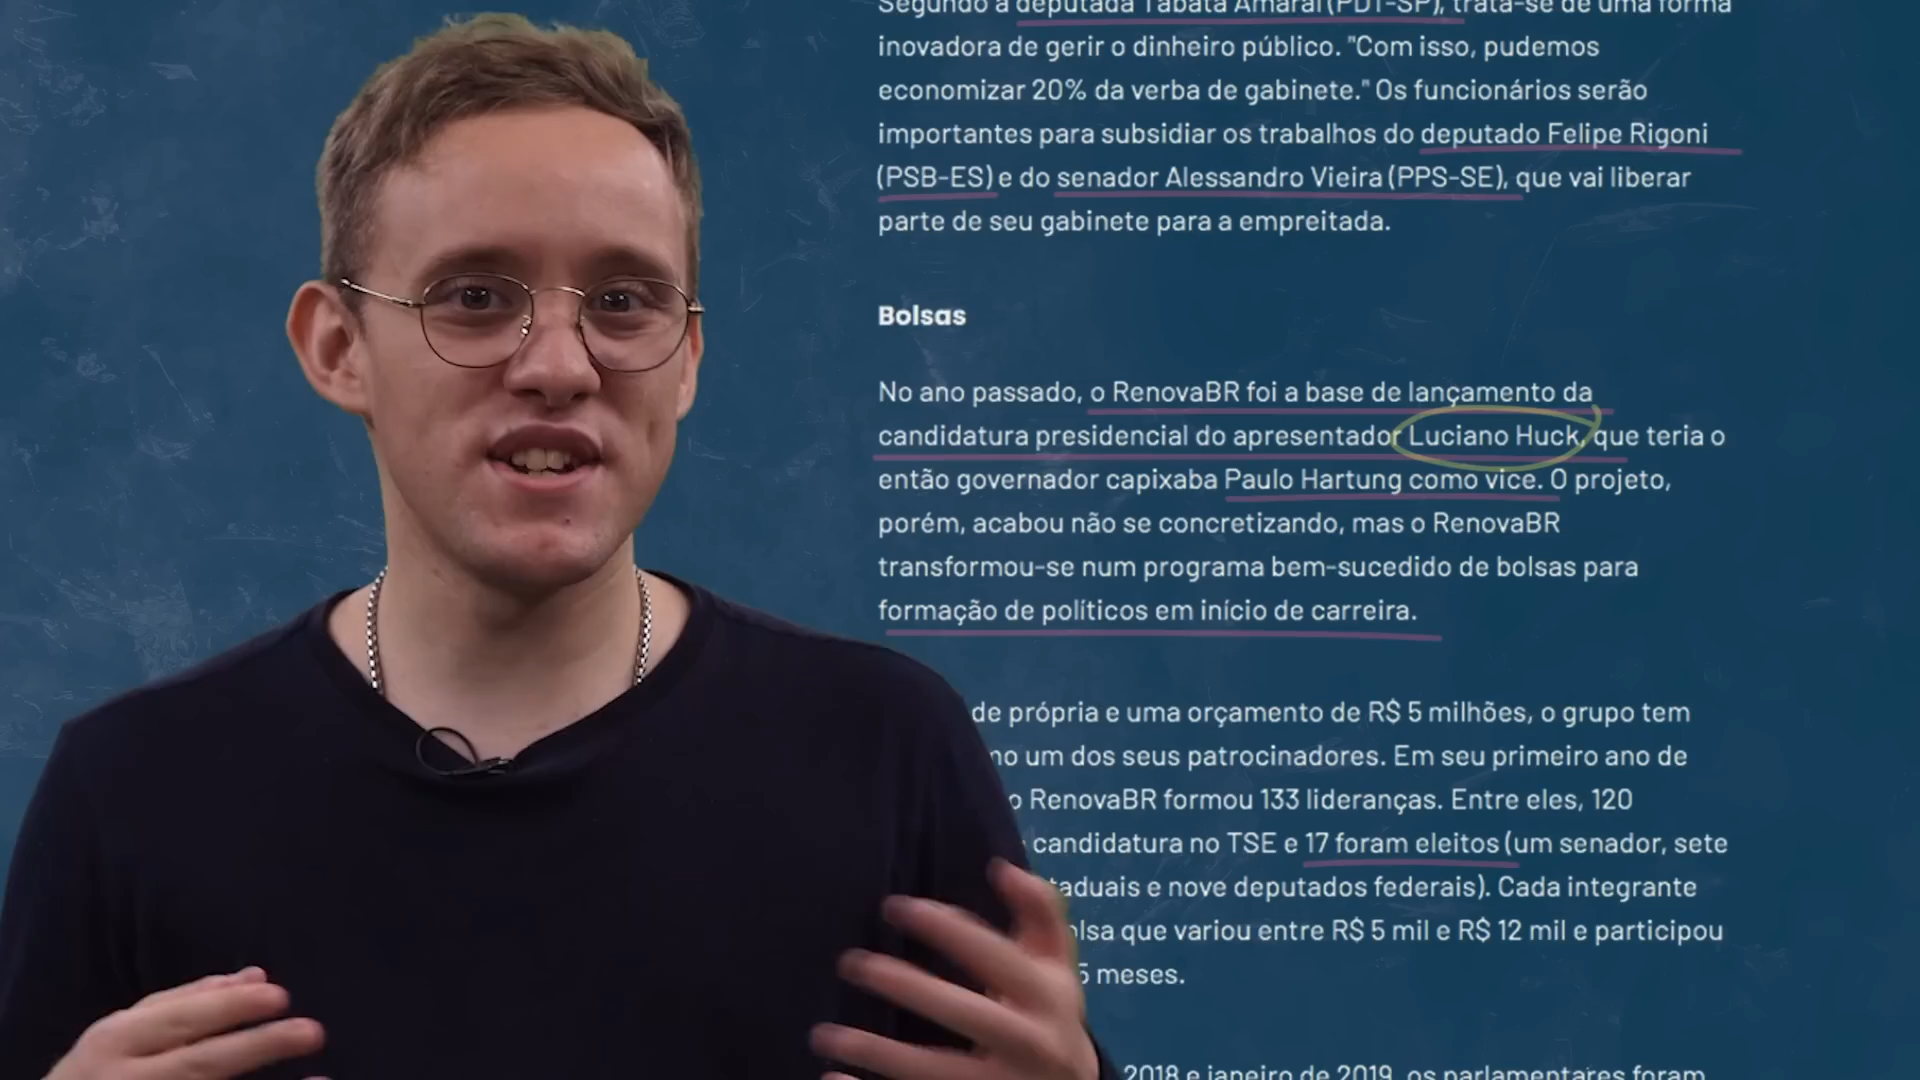 Segundo a deputada Tabata Amaral (PDT-SP), trata-se de uma forma
inovadora de gerir o dinheiro público. "Com isso, pudemos
economizar 20% da verba de gabinete." Os funcionários serão
importantes para subsidiar os trabalhos do deputado Felipe Rigoni
(PSB-ES) e do senador Alessandro Vieira (PPS-SE), que vai liberar
parte de seu gabinete para a empreitada.
Bolsas
No ano passado, o RenovaBR foi a base de lançamento da
candidatura presidencial do apresentador Luciano Huck, que teria o
então governador capixaba Paulo Hartung como vice. O projeto,
porém, acabou não se concretizando, mas o RenovaBR
transformou-se num programa bem-sucedido de bolsas para
formação de políticos em início de carreira.
de própria e uma orçamento de R$ 5 milhões, o grupo tem
um dos seus patrocinadores. Em seu primeiro ano de
o RenovaBR formou 133 lideranças. Entre eles, 120
candidatura no TSE e 17 foram eleitos (um senador, sete
aduais e nove deputados federais). Cada integrante
lsa que variou entre R$ 5 mil e R$ 12 mil e participou
5 meses.
2018 e janeiro de 2019, os parlamentares foram